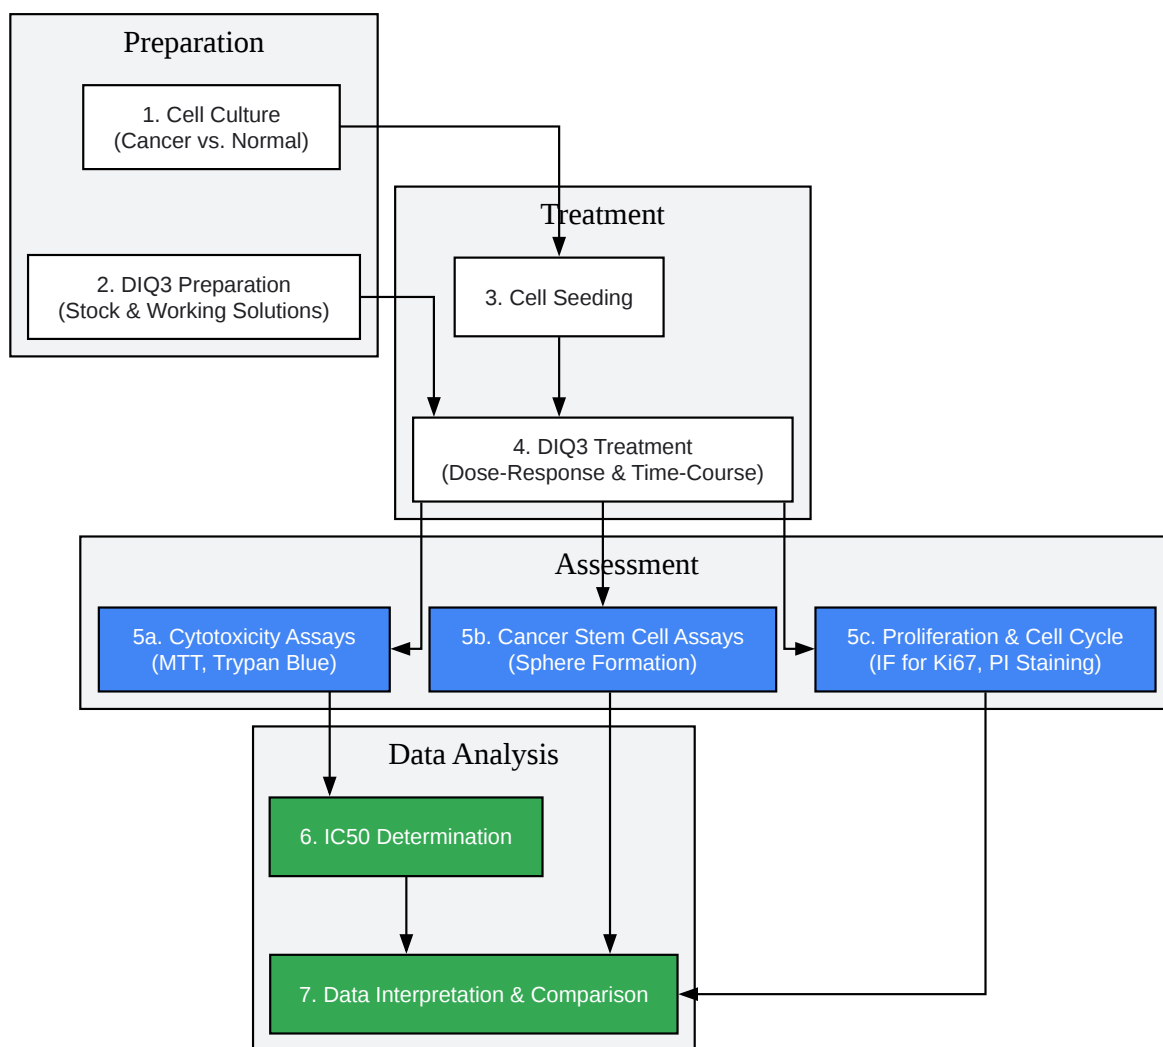 Preparation
1. Cell Culture
(Cancer vs. Normal)
2. DIQ3 Preparation
(Stock & Working Solutions)
Treatment
3. Cell Seeding
4. DIQ3 Treatment
(Dose-Response & Time-Course)
Assessment
5a. Cytotoxicity Assays
(MTT, Trypan Blue)
5b. Cancer Stem Cell Assays
(Sphere Formation)
5c. Proliferation & Cell Cycle
(IF for Ki67, PI Staining)
Data Analysis
6. IC50 Determination
7. Data Interpretation & Comparison